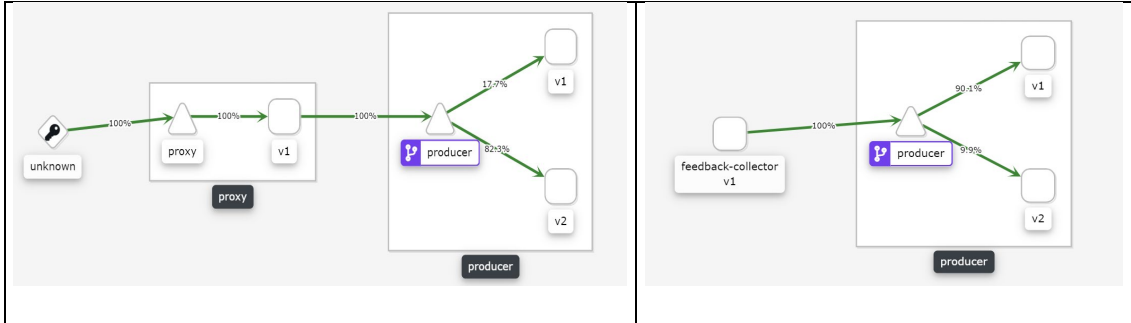 17.7%
v1
100%
100%
100%
unknown
proxy
v1
producer
82.3%
proxy
v2
producer
90.1%
v1
100%
feedback-collector
v1
producer
9.9%
v2
producer